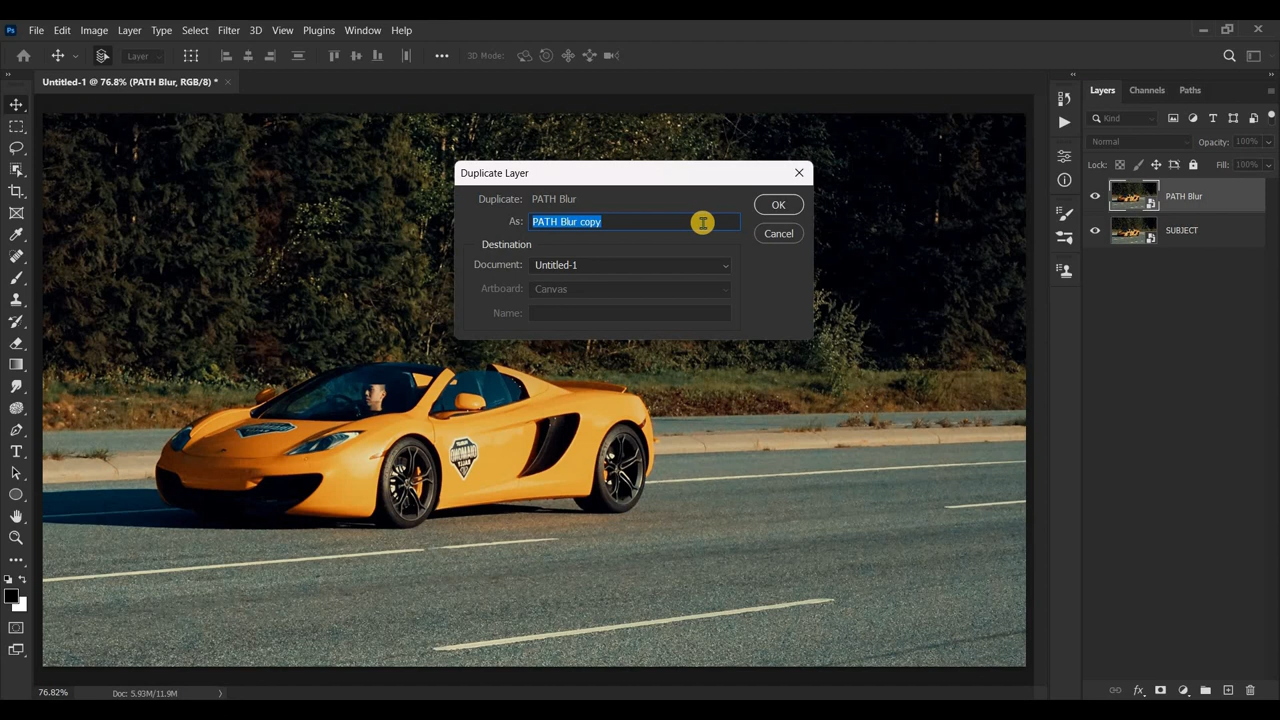 Ps File Edit Image Layer Type Select Filter 3D View Plugins Window Help
Layer 3D Mode:
Untitled-1 @ 76.8% (PATH Blur, RGB/8) *
Layers Channels Paths
Kind
Normal Opacity: 100%
Lock: Fill: 100%
PATH Blur
SUBJECT
Duplicate Layer
Duplicate: PATH Blur
As: PATH Blur copy
OK
Cancel
Destination
Document: Untitled-1
Artboard: Canvas
Name:
76.82% Doc: 5.93M/11.9M